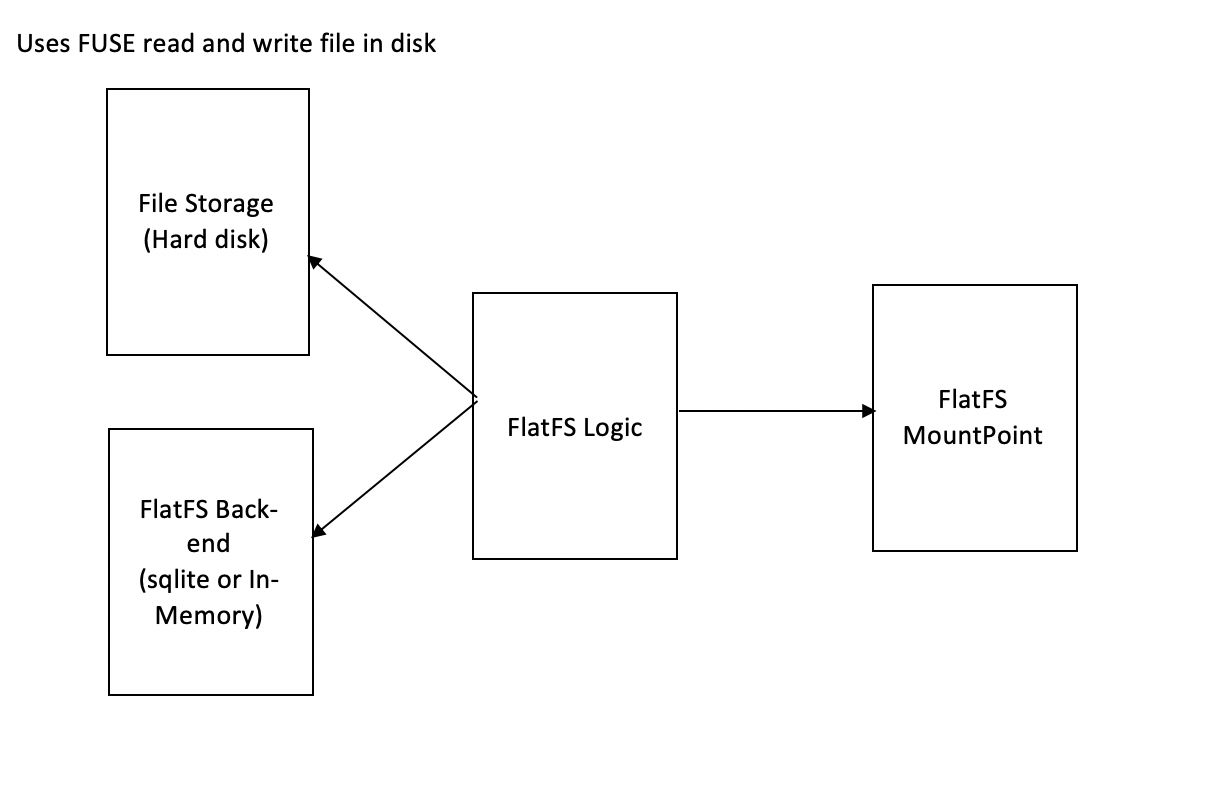 Uses FUSE read and write file in disk
File Storage
(Hard disk)
FlatFS Back-
end
(sqlite or In-
Memory)
FlatFS Logic
FlatFS
MountPoint